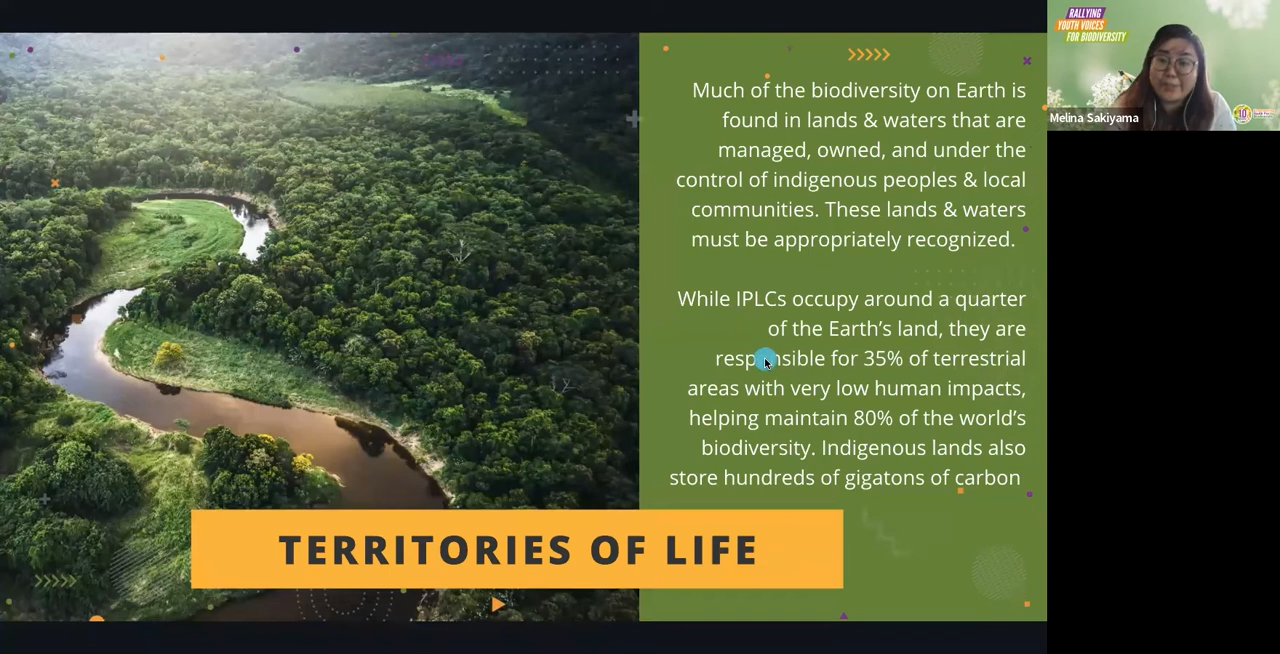 Much of the biodiversity on Earth is
found in lands & waters that are
managed, owned, and under the
control of indigenous peoples & local
communities. These lands & waters
must be appropriately recognized.
While IPLCs occupy around a quarter
of the Earth’s land, they are
responsible for 35% of terrestrial
areas with very low human impacts,
helping maintain 80% of the world’s
biodiversity. Indigenous lands also
store hundreds of gigatons of carbon
TERRITORIES OF LIFE
RALLYING
YOUTH VOICES
FOR BIODIVERSITY
Melina Sakiyama
10